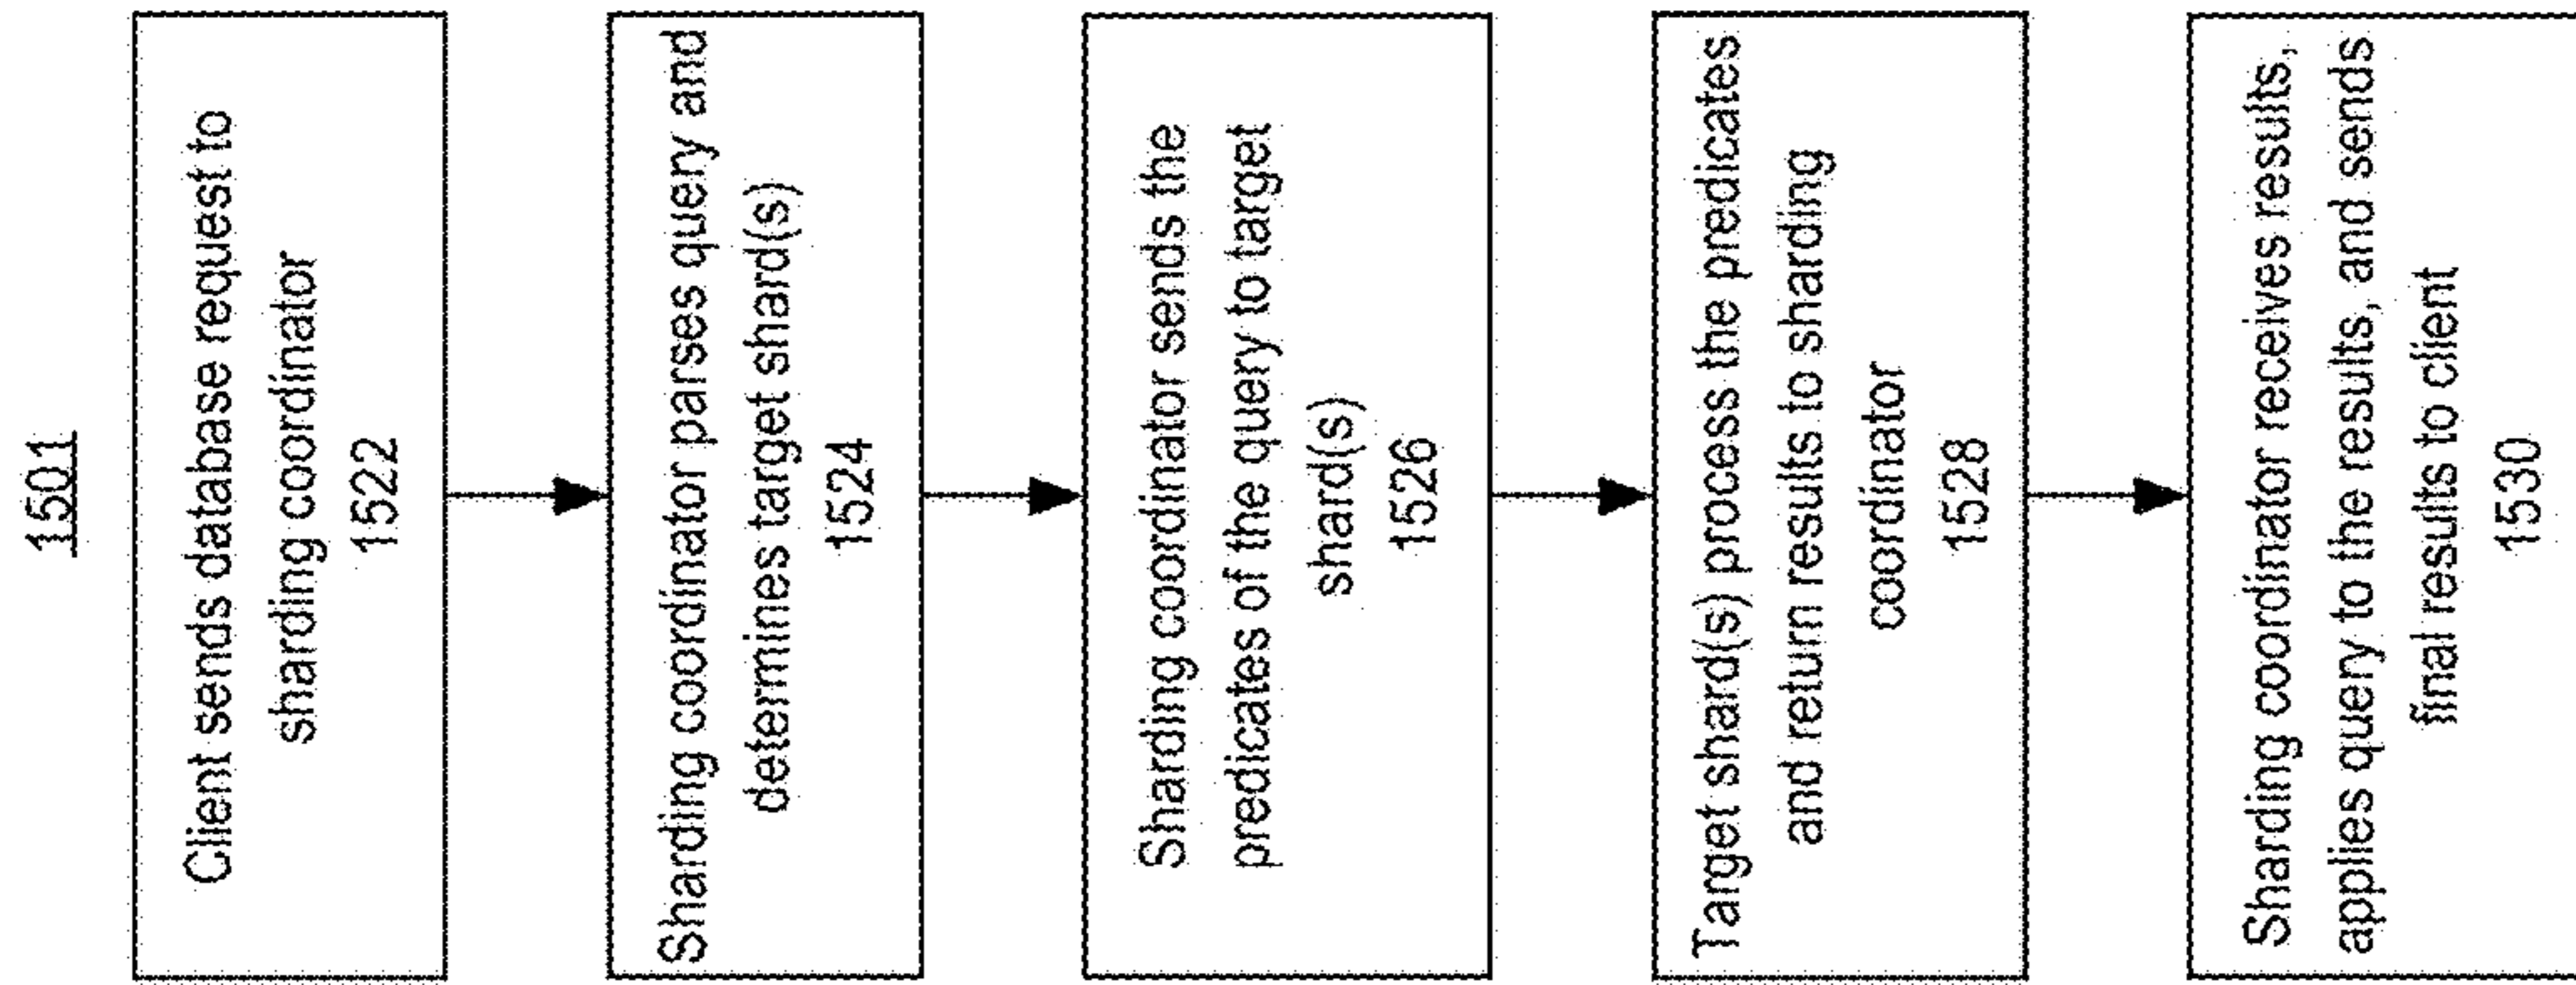 1501
Client sends database request to
sharding coordinator
1522
Sharding coordinator parses query and
determines target shard(s)
1524
Sharding coordinator sends the
predicates of the query to target
shard(s)
1526
Target shard(s) process the predicates
and return results to sharding
coordinator
1528
Sharding coordinator receives results,
applies query to the results, and sends
final results to client
1530